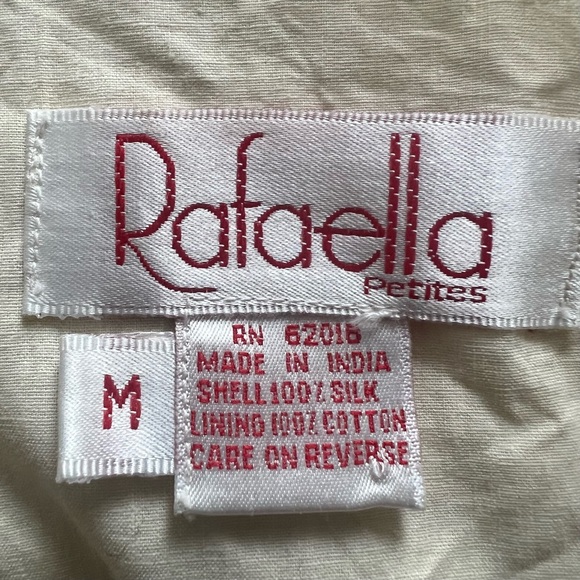 Rafaella
Petites
M
RN 62016
MADE IN INDIA
SHELL 100% SILK
LINING 100% COTTON
CARE ON REVERSE